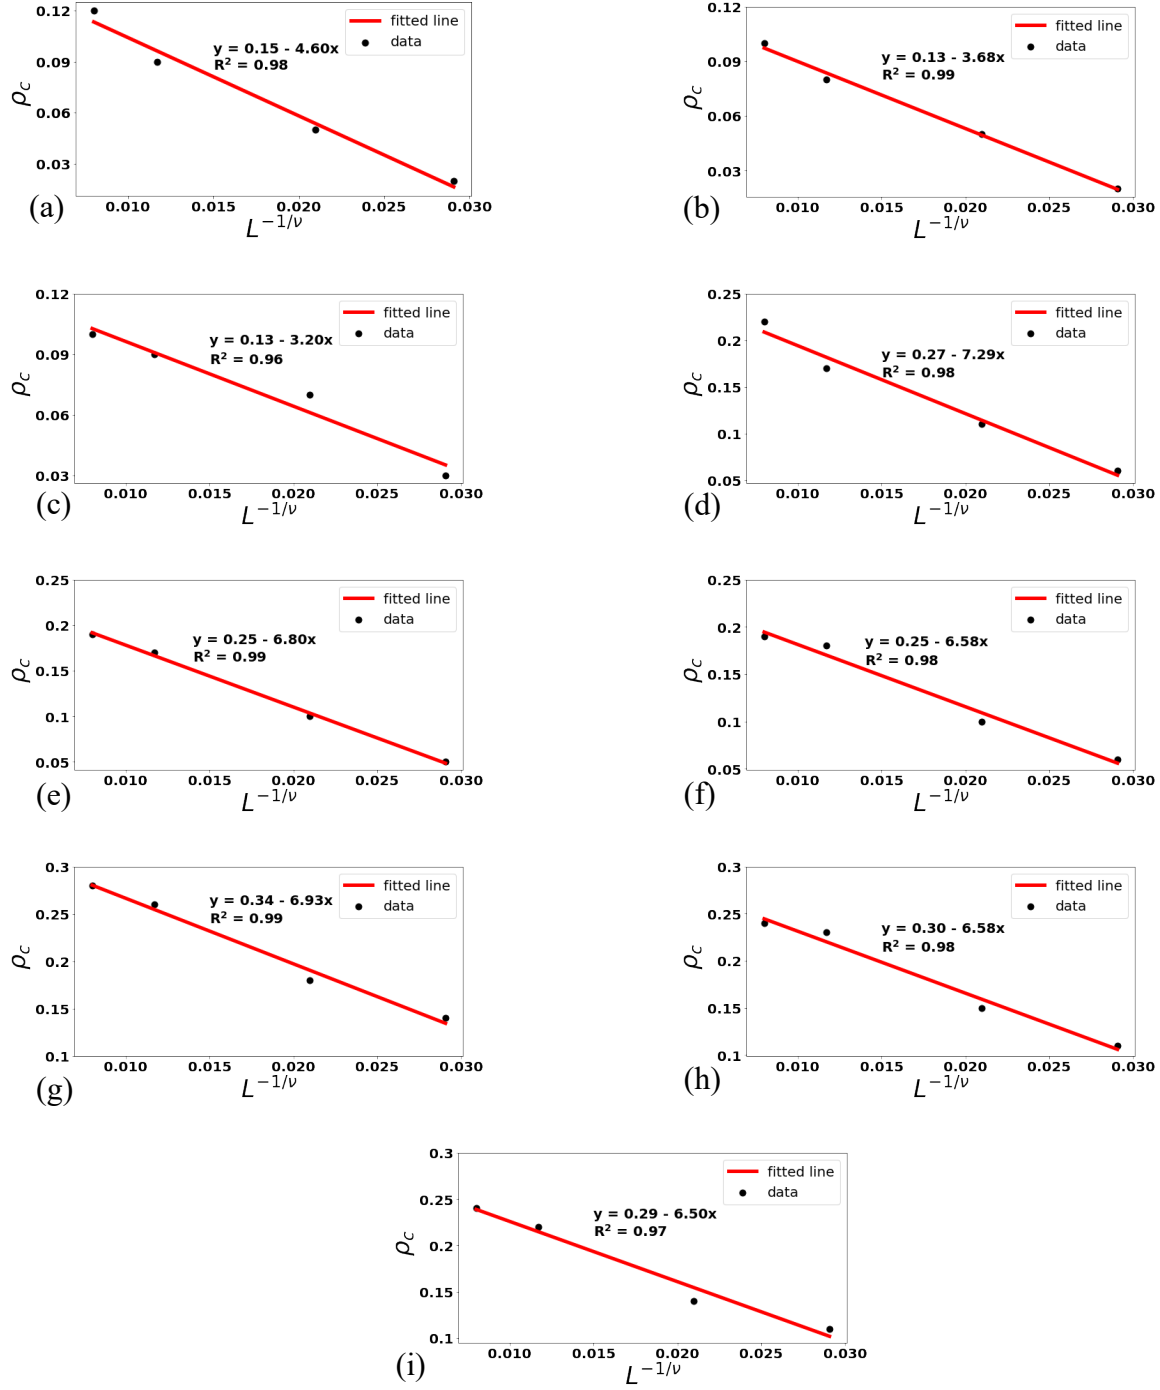 0.12
0.09
0.06
0.03
ρc
fitted line
data
y = 0.15 - 4.60x
R² = 0.98
0.010 0.015 0.020 0.025 0.030
L^{-1/ν}
(a)
0.12
0.09
0.06
0.03
ρc
fitted line
data
y = 0.13 - 3.68x
R² = 0.99
0.010 0.015 0.020 0.025 0.030
L^{-1/ν}
(b)
0.12
0.09
0.06
0.03
ρc
fitted line
data
y = 0.13 - 3.20x
R² = 0.96
0.010 0.015 0.020 0.025 0.030
L^{-1/ν}
(c)
0.25
0.2
0.15
0.1
0.05
ρc
fitted line
data
y = 0.27 - 7.29x
R² = 0.98
0.010 0.015 0.020 0.025 0.030
L^{-1/ν}
(d)
0.25
0.2
0.15
0.1
0.05
ρc
fitted line
data
y = 0.25 - 6.80x
R² = 0.99
0.010 0.015 0.020 0.025 0.030
L^{-1/ν}
(e)
0.25
0.2
0.15
0.1
0.05
ρc
fitted line
data
y = 0.25 - 6.58x
R² = 0.98
0.010 0.015 0.020 0.025 0.030
L^{-1/ν}
(f)
0.3
0.25
0.2
0.15
0.1
ρc
fitted line
data
y = 0.34 - 6.93x
R² = 0.99
0.010 0.015 0.020 0.025 0.030
L^{-1/ν}
(g)
0.3
0.25
0.2
0.15
0.1
ρc
fitted line
data
y = 0.30 - 6.58x
R² = 0.98
0.010 0.015 0.020 0.025 0.030
L^{-1/ν}
(h)
0.3
0.25
0.2
0.15
0.1
ρc
fitted line
data
y = 0.29 - 6.50x
R² = 0.97
0.010 0.015 0.020 0.025 0.030
L^{-1/ν}
(i)